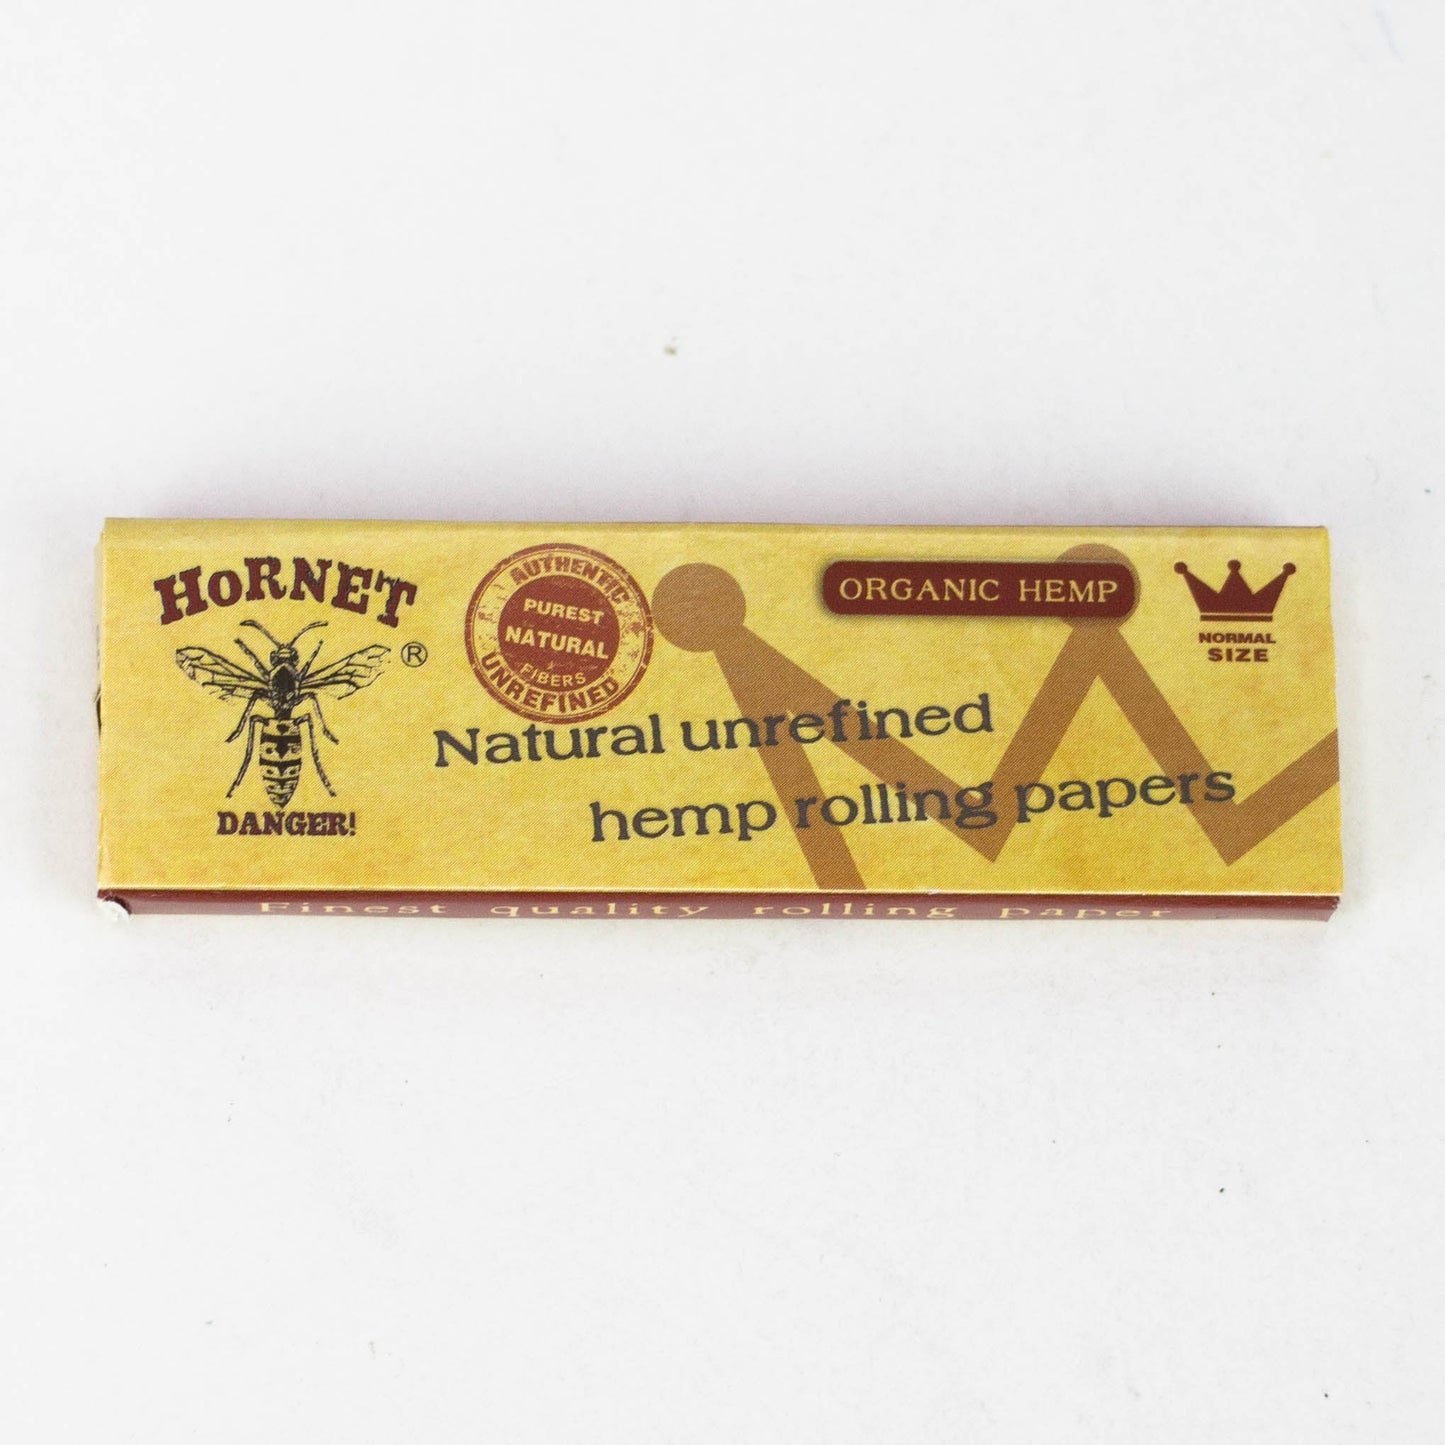 HoRNET
®
DANGER!
AUTHENTIC
PUREST
NATURAL
FIBERS
UNREFINED
ORGANIC HEMP
NORMAL
SIZE
Natural unrefined
hemp rolling papers
Finest quality rolling paper